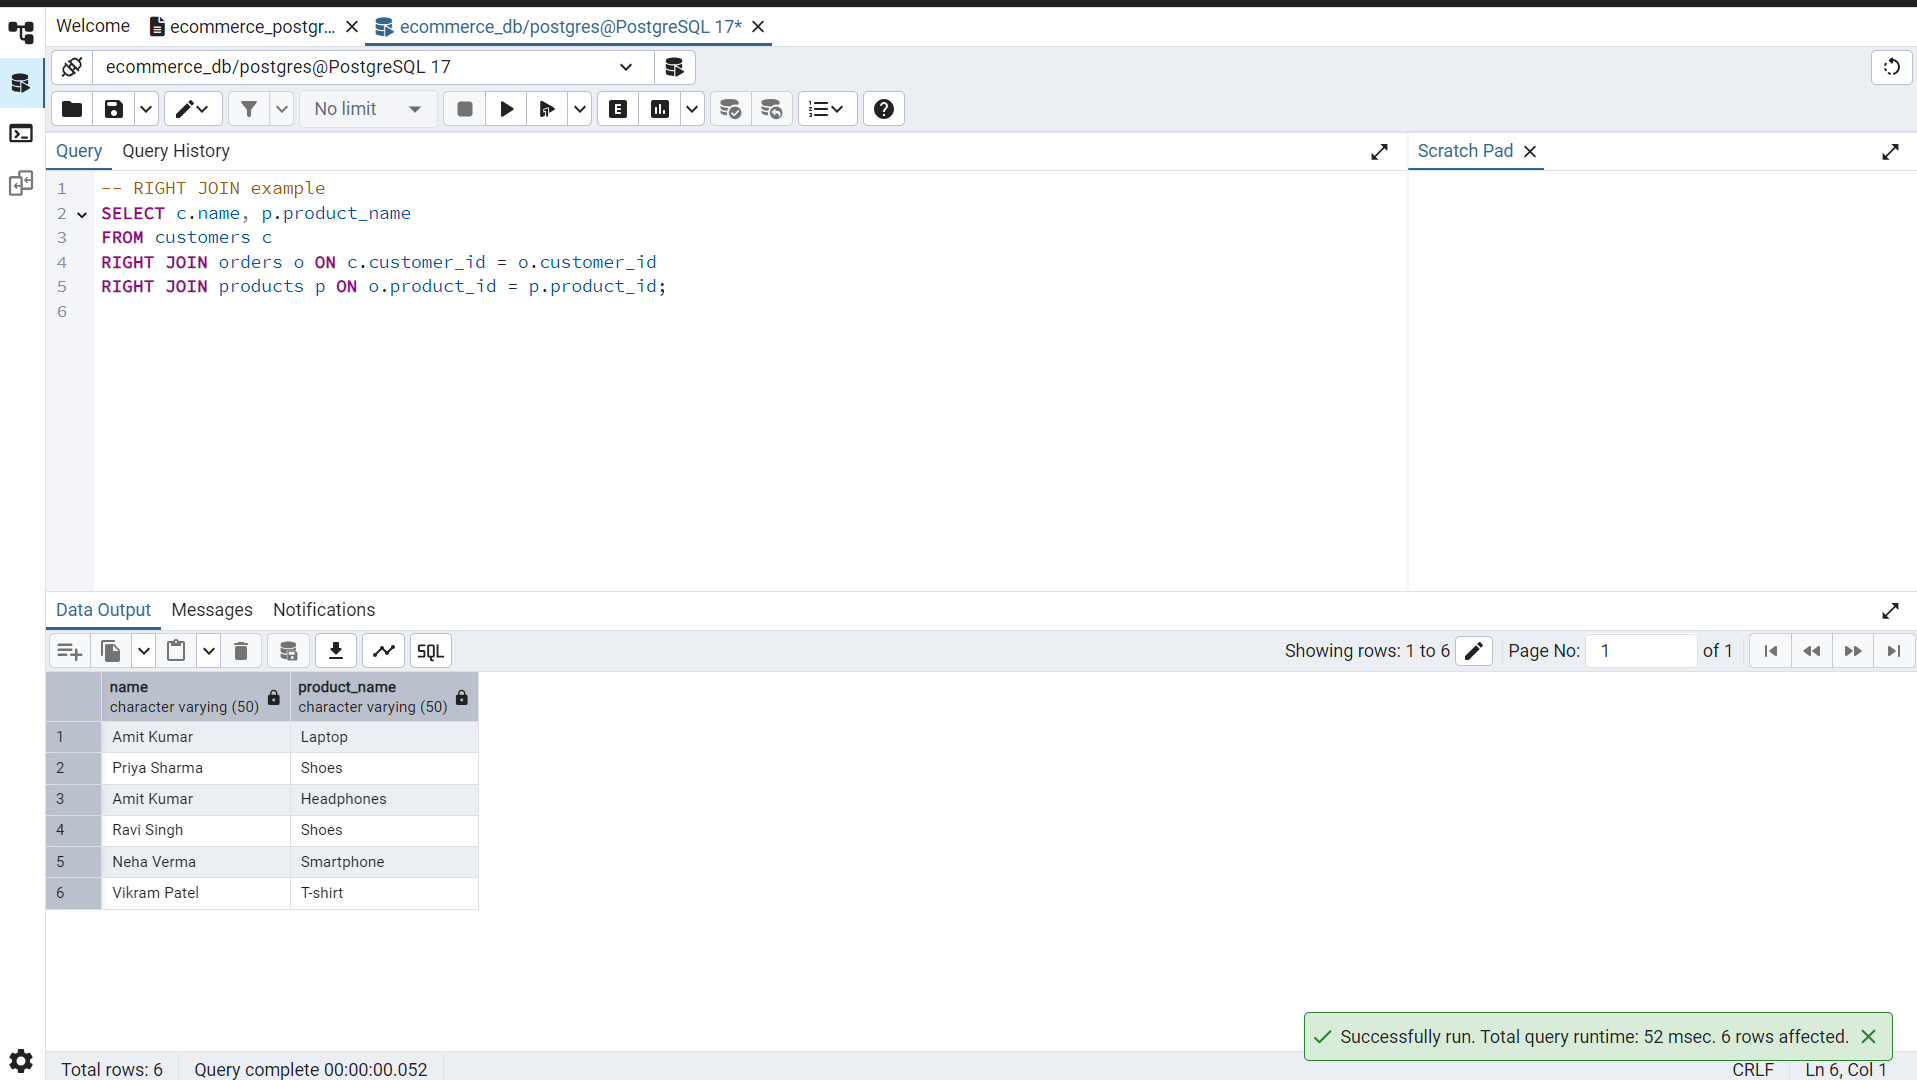 Welcome ecommerce_postgr... ecommerce_db/postgres@PostgreSQL 17*
ecommerce_db/postgres@PostgreSQL 17
No limit E
Query Query History Scratch Pad
1 -- RIGHT JOIN example
2 SELECT c.name, p.product_name
3 FROM customers c
4 RIGHT JOIN orders o ON c.customer_id = o.customer_id
5 RIGHT JOIN products p ON o.product_id = p.product_id;
6
Data Output Messages Notifications
SQL Showing rows: 1 to 6 Page No: 1 of 1
name product_name
character varying (50) character varying (50)
1 Amit Kumar Laptop
2 Priya Sharma Shoes
3 Amit Kumar Headphones
4 Ravi Singh Shoes
5 Neha Verma Smartphone
6 Vikram Patel T-shirt
Successfully run. Total query runtime: 52 msec. 6 rows affected.
Total rows: 6 Query complete 00:00:00.052 CRLF Ln 6, Col 1